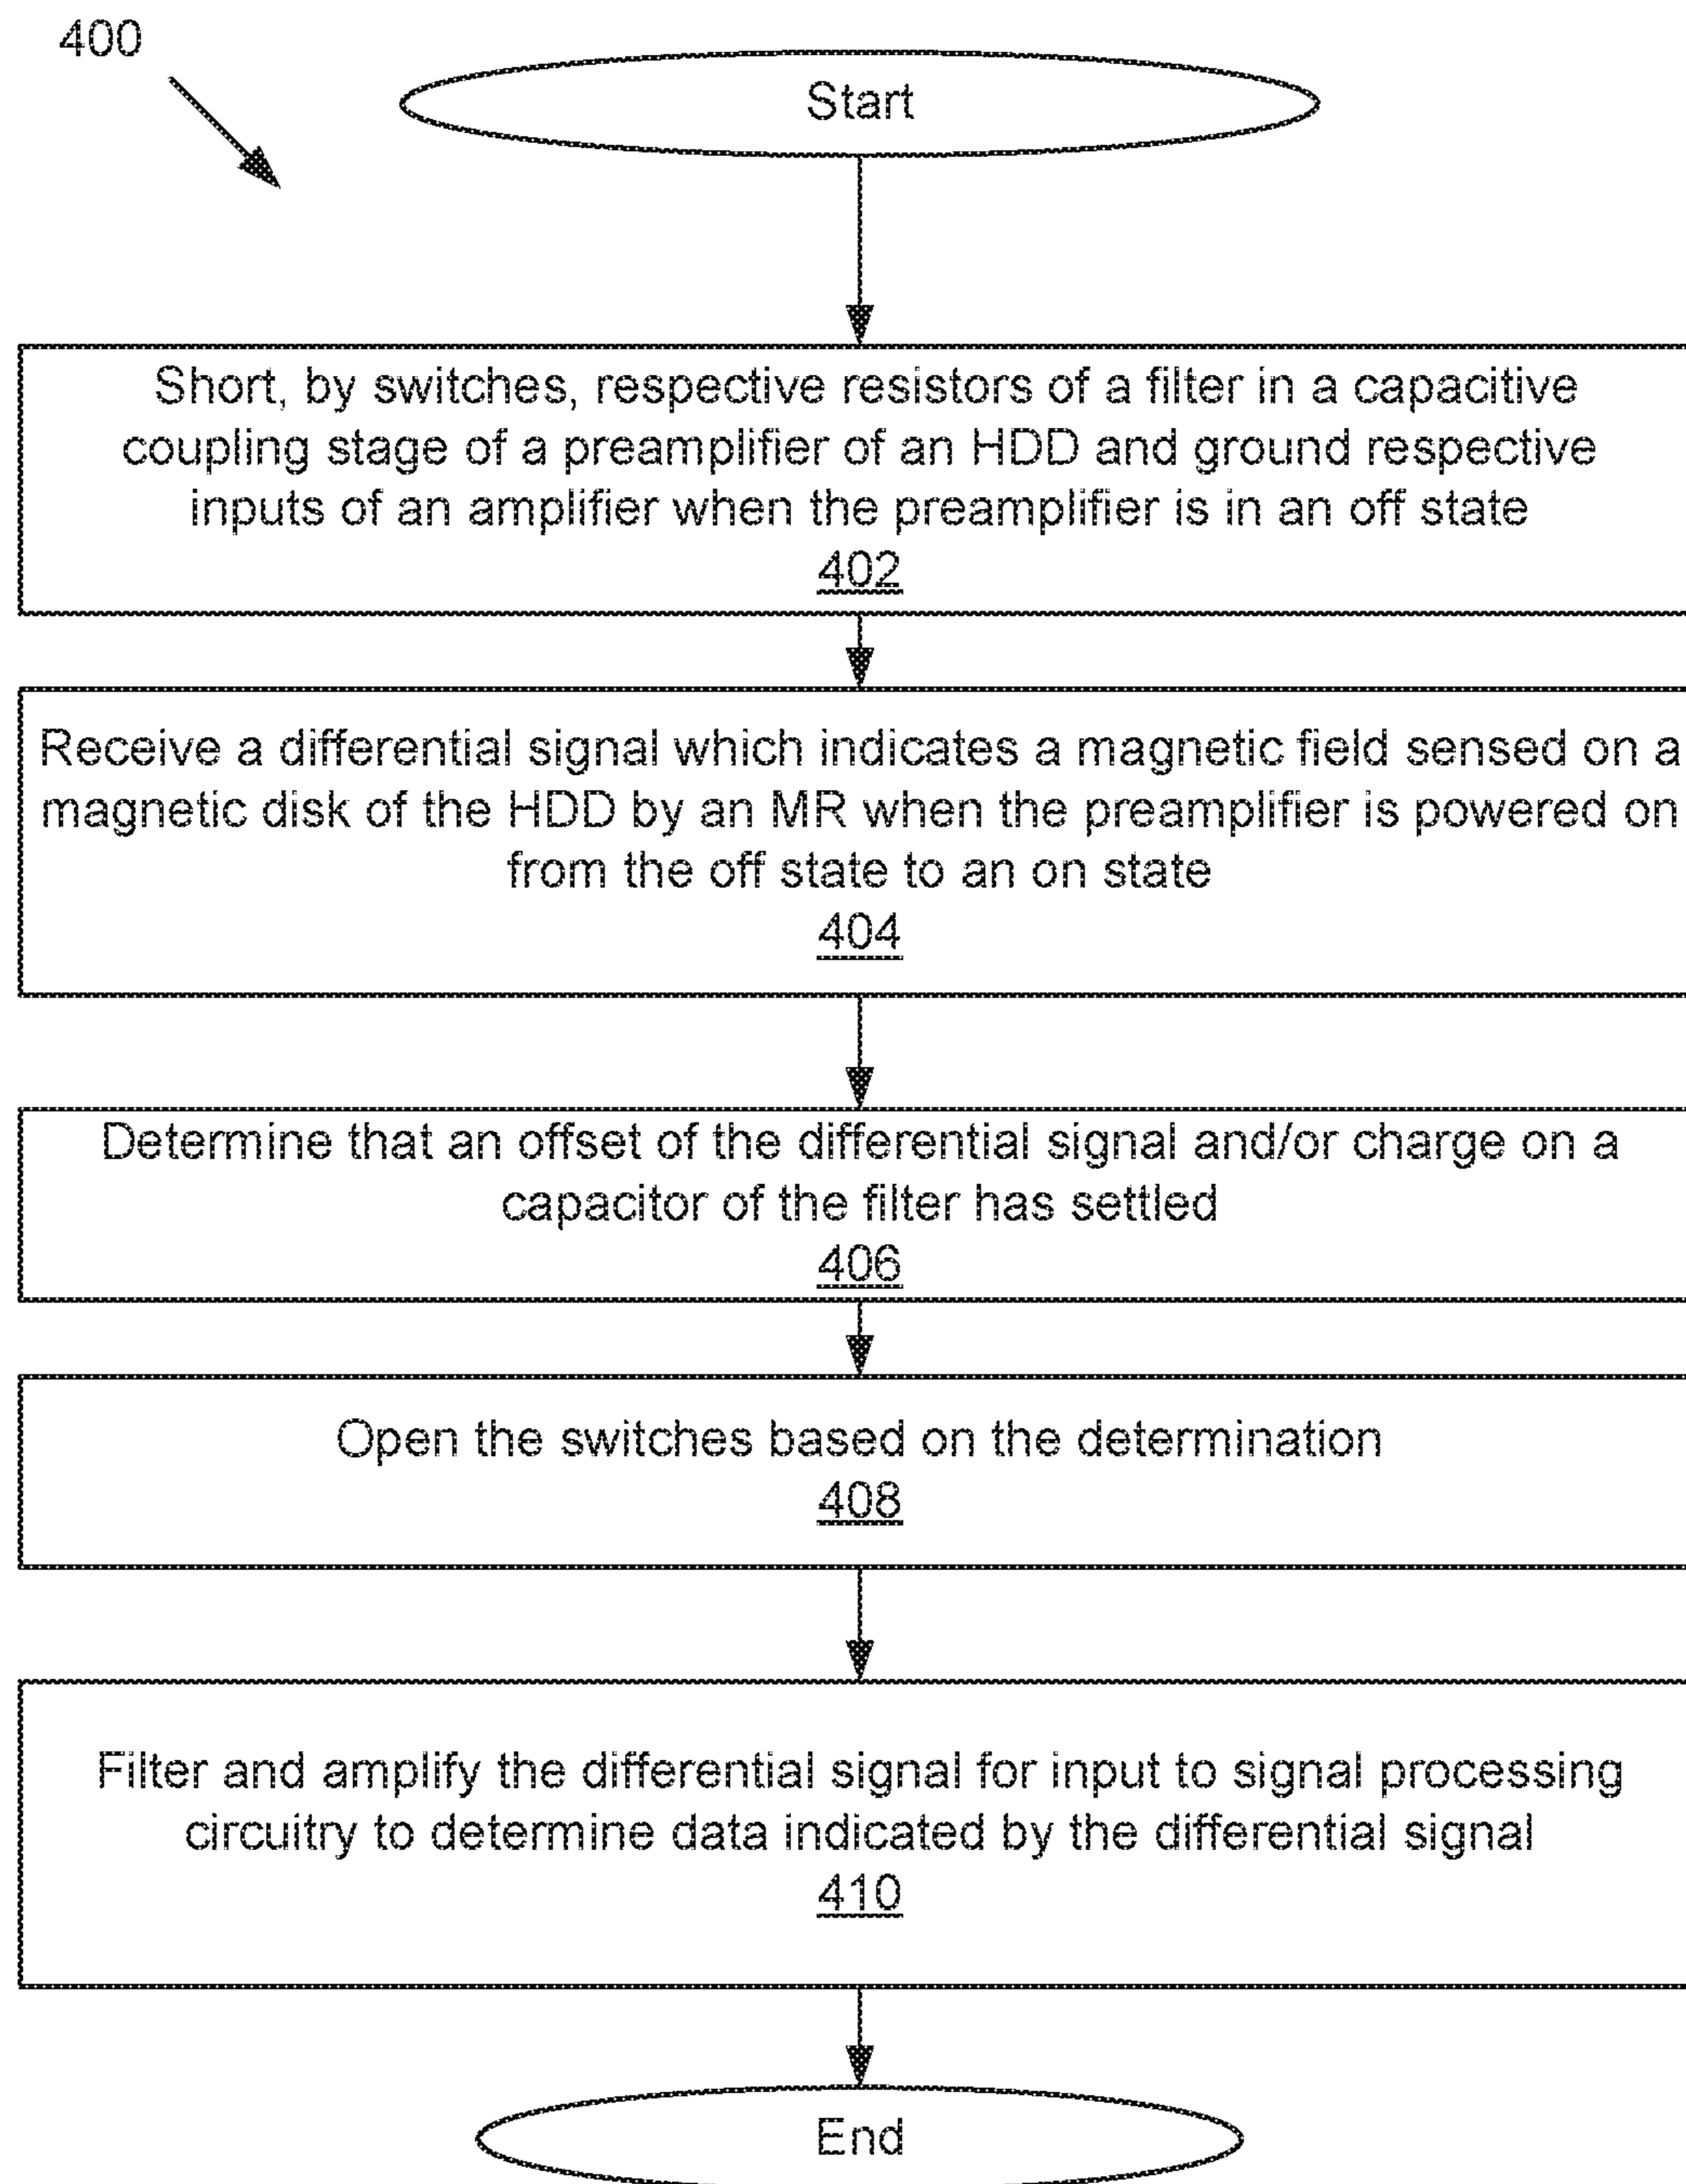 400
Start
Short, by switches, respective resistors of a filter in a capacitive
coupling stage of a preamplifier of an HDD and ground respective
inputs of an amplifier when the preamplifier is in an off state
402
Receive a differential signal which indicates a magnetic field sensed on a
magnetic disk of the HDD by an MR when the preamplifier is powered on
from the off state to an on state
404
Determine that an offset of the differential signal and/or charge on a
capacitor of the filter has settled
406
Open the switches based on the determination
408
Filter and amplify the differential signal for input to signal processing
circuitry to determine data indicated by the differential signal
410
End